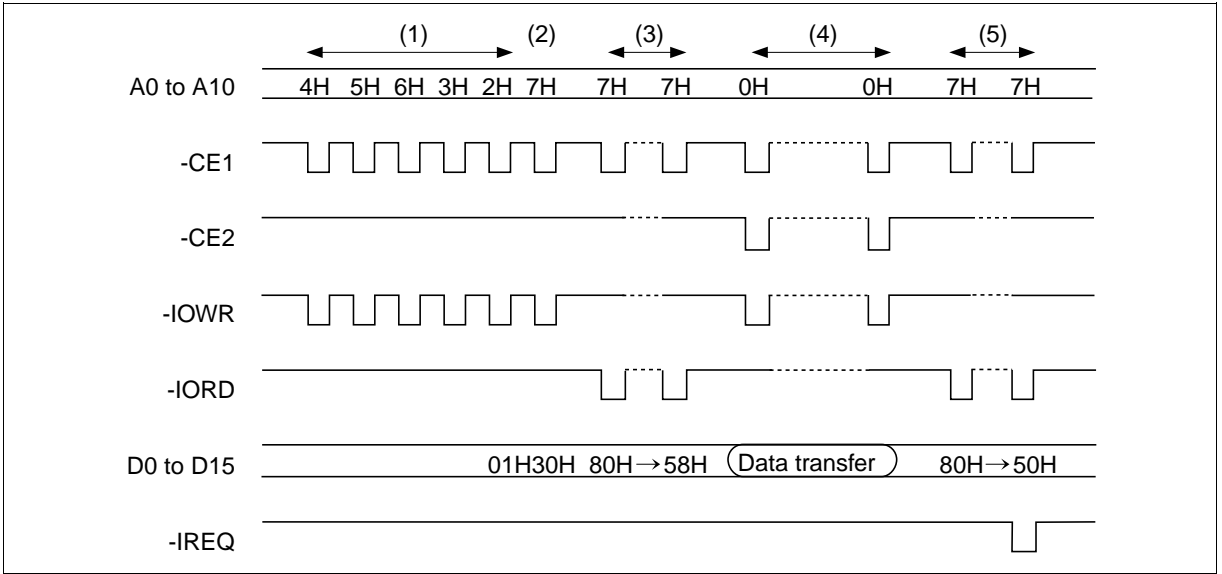 (1) (2) (3) (4) (5)
A0 to A10 4H 5H 6H 3H 2H 7H 7H 7H 0H 0H 7H 7H
-CE1
-CE2
-IOWR
-IORD
D0 to D15 01H30H 80H→58H Data transfer 80H→50H
-IREQ